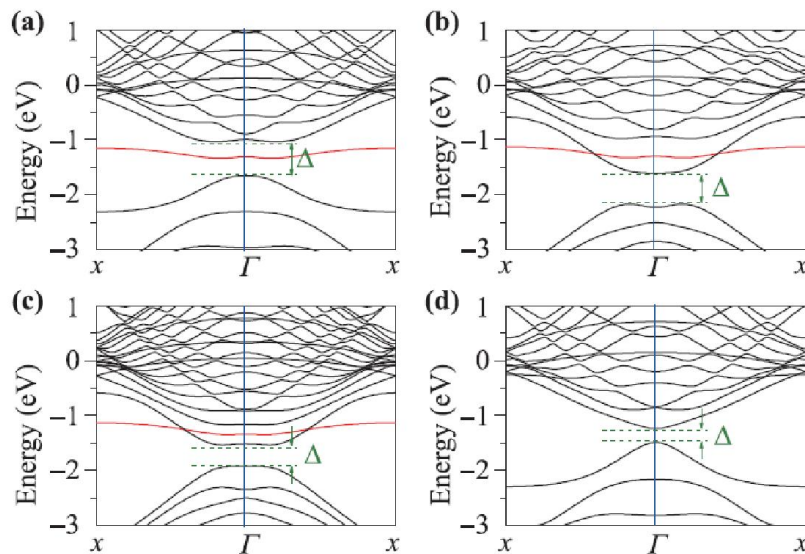 (a)
Energy (eV)
1
0
−1
−2
−3
Δ
x
Γ
x
(b)
Energy (eV)
1
0
−1
−2
−3
Δ
x
Γ
x
(c)
Energy (eV)
1
0
−1
−2
−3
Δ
x
Γ
x
(d)
Energy (eV)
1
0
−1
−2
−3
Δ
x
Γ
x